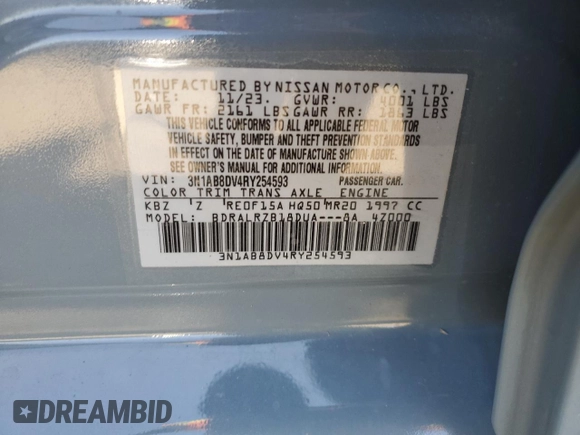 MANUFACTURED BY NISSAN MOTOR CO., LTD.
DATE: 11/23. GVWR: 4001 LBS
GAWR FR: 2161 LBS GAWR RR: 1863 LBS
THIS VEHICLE CONFORMS TO ALL APPLICABLE FEDERAL MOTOR
VEHICLE SAFETY, BUMPER AND THEFT PREVENTION STANDARDS
IN EFFECT ON THE DATE OF MANUFACTURE SHOWN ABOVE.
SEE OWNER'S MANUAL FOR ADDITIONAL INFORMATION
VIN: 3N1AB8DV4RY254593 PASSENGER CAR.
COLOR TRIM TRANS AXLE ENGINE
KBZ Z RE0F15A HQ50 MR20 1997 CC
MODEL: BDRALRZB18DUA---8A 4Z000
3N1AB8DV4RY254593
DREAMBID